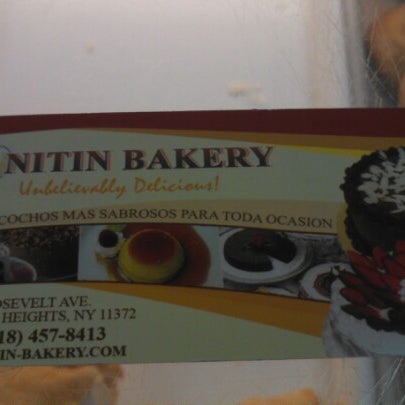 NITIN BAKERY
Unbelievably Delicious!
COCHOS MAS SABROSOS PARA TODA OCASION
OSEVELT AVE.
HEIGHTS, NY 11372
18) 457-8413
IN-BAKERY.COM